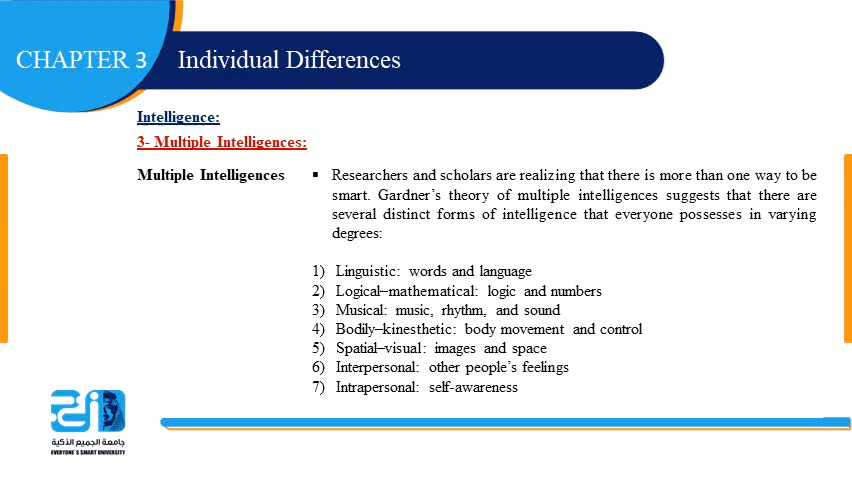 CHAPTER 3
Individual Differences
Intelligence:
3- Multiple Intelligences:
Multiple Intelligences
▪ Researchers and scholars are realizing that there is more than one way to be
smart. Gardner’s theory of multiple intelligences suggests that there are
several distinct forms of intelligence that everyone possesses in varying
degrees:
1) Linguistic: words and language
2) Logical–mathematical: logic and numbers
3) Musical: music, rhythm, and sound
4) Bodily–kinesthetic: body movement and control
5) Spatial–visual: images and space
6) Interpersonal: other people’s feelings
7) Intrapersonal: self-awareness
جامعة الجميع الذكية
EVERYONE`S SMART UNIVERSITY